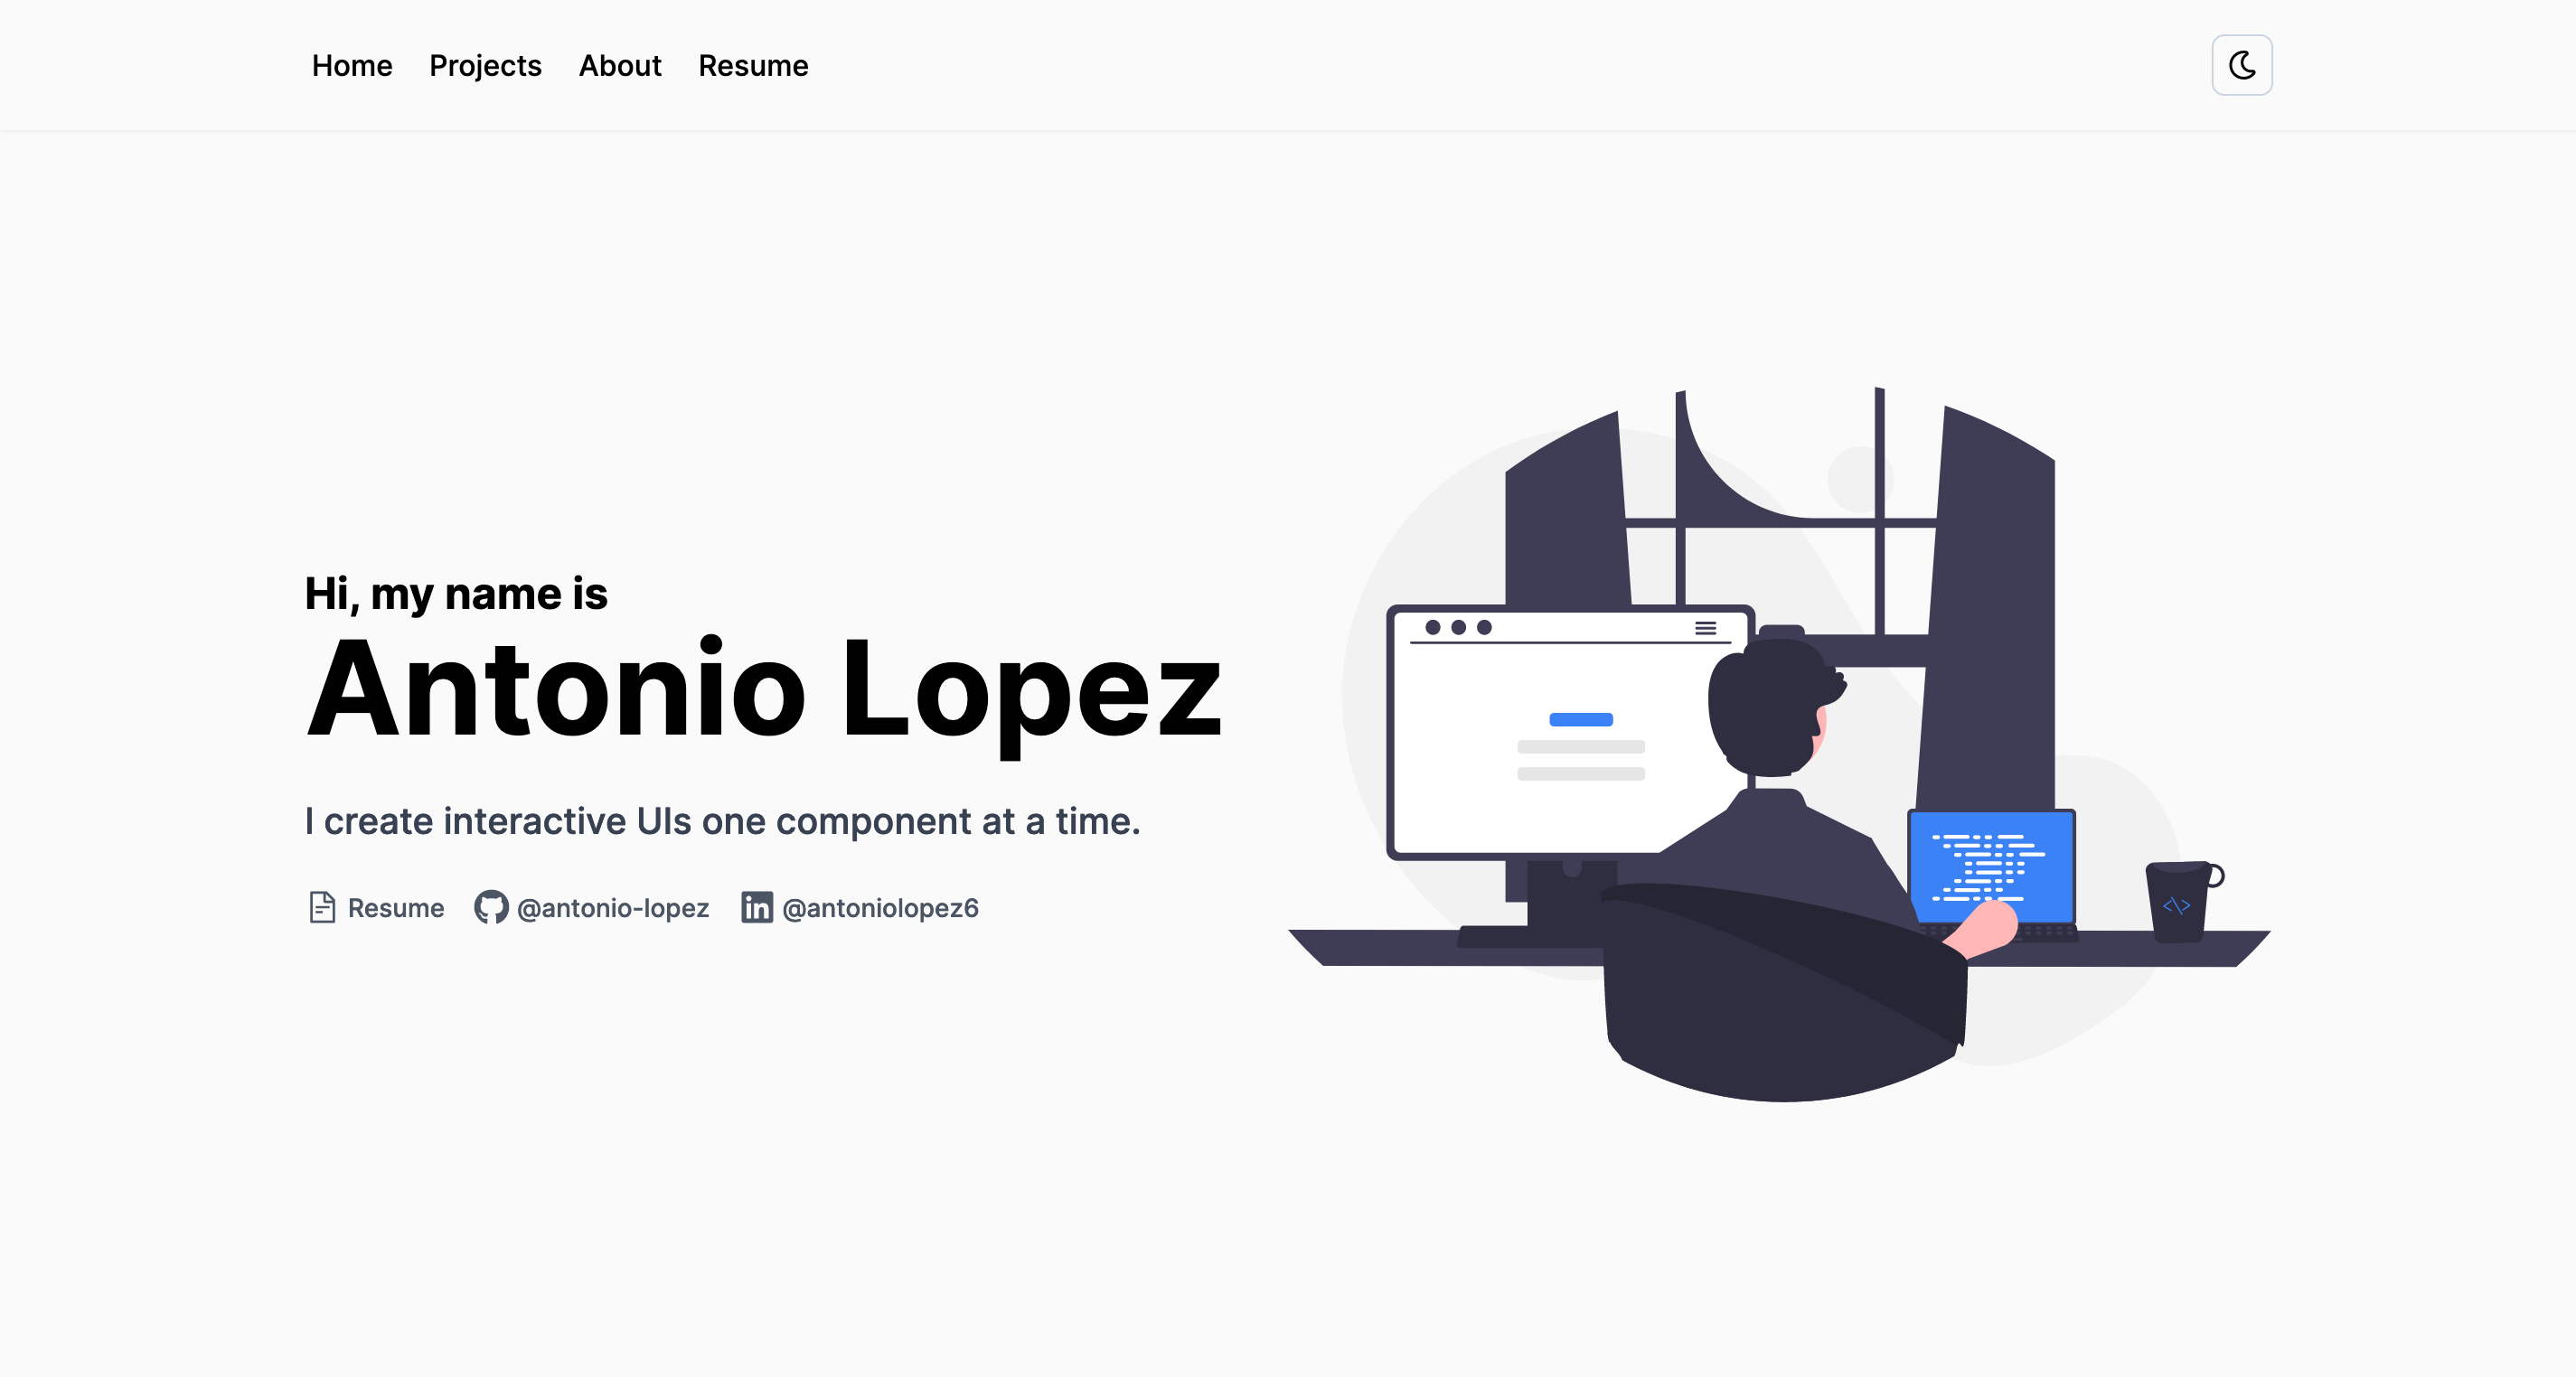 Home Projects About Resume
Hi, my name is
Antonio Lopez
I create interactive UIs one component at a time.
Resume @antonio-lopez @antoniolopez6
<\>